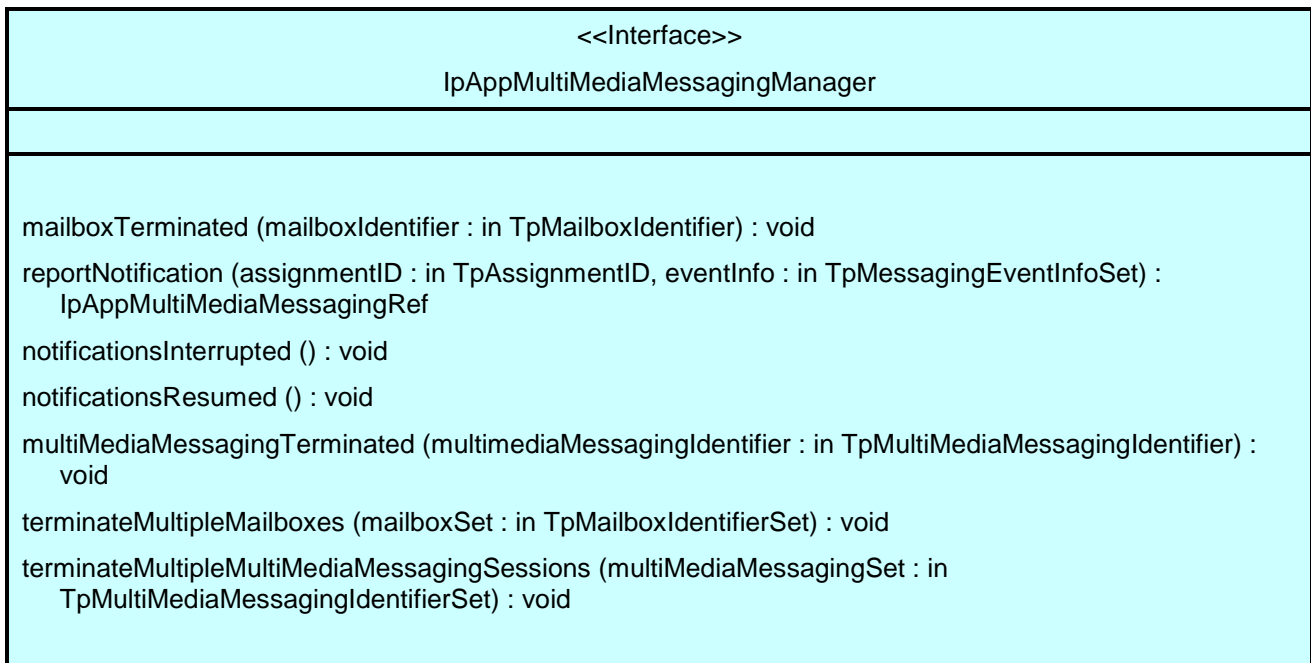 <<Interface>>
IpAppMultiMediaMessagingManager
mailboxTerminated (mailboxIdentifier : in TpMailboxIdentifier) : void
reportNotification (assignmentID : in TpAssignmentID, eventInfo : in TpMessagingEventInfoSet) :
IpAppMultiMediaMessagingRef
notificationsInterrupted () : void
notificationsResumed () : void
multiMediaMessagingTerminated (multimediaMessagingIdentifier : in TpMultiMediaMessagingIdentifier) :
void
terminateMultipleMailboxes (mailboxSet : in TpMailboxIdentifierSet) : void
terminateMultipleMultiMediaMessagingSessions (multiMediaMessagingSet : in
TpMultiMediaMessagingIdentifierSet) : void